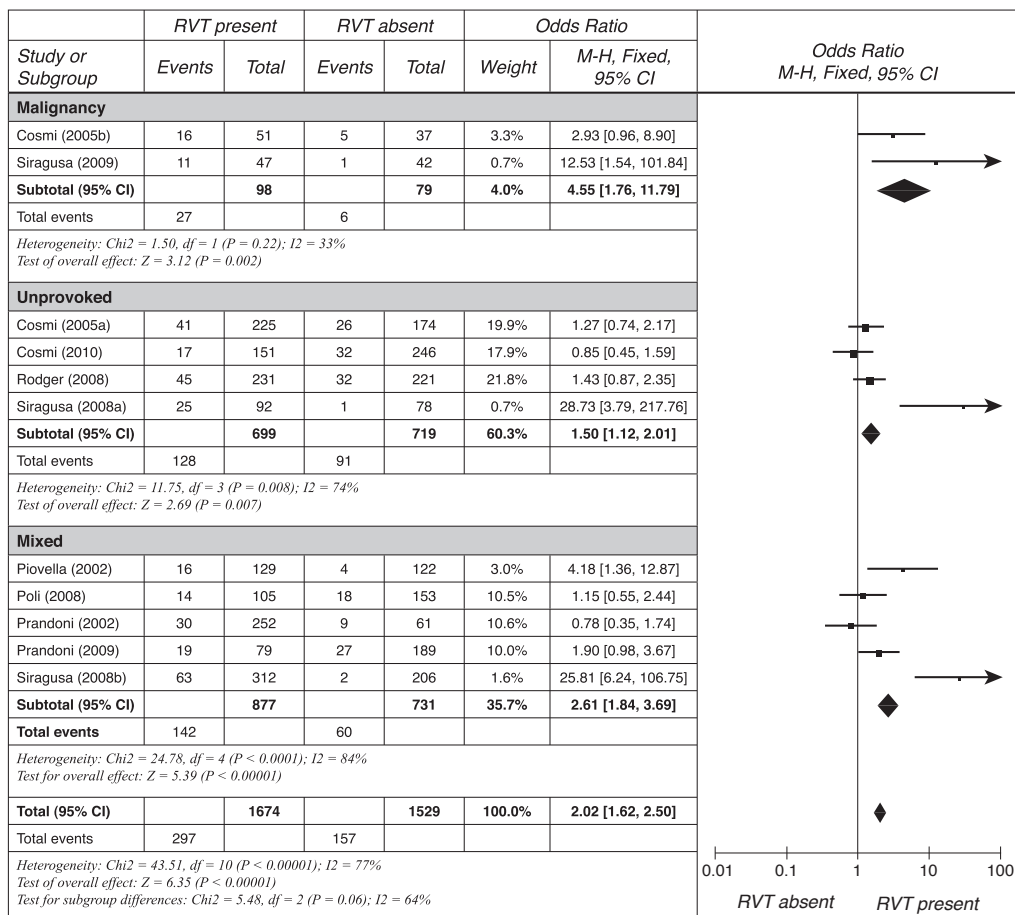 RVT present RVT absent Odds Ratio
Study or Subgroup Events Total Events Total Weight M-H, Fixed, 95% CI Odds Ratio M-H, Fixed, 95% CI
Malignancy
Cosmi (2005b) 16 51 5 37 3.3% 2.93 [0.96, 8.90]
Siragusa (2009) 11 47 1 42 0.7% 12.53 [1.54, 101.84]
Subtotal (95% CI) 98 79 4.0% 4.55 [1.76, 11.79]
Total events 27 6
Heterogeneity: Chi2 = 1.50, df = 1 (P = 0.22); I2 = 33%
Test of overall effect: Z = 3.12 (P = 0.002)
Unprovoked
Cosmi (2005a) 41 225 26 174 19.9% 1.27 [0.74, 2.17]
Cosmi (2010) 17 151 32 246 17.9% 0.85 [0.45, 1.59]
Rodger (2008) 45 231 32 221 21.8% 1.43 [0.87, 2.35]
Siragusa (2008a) 25 92 1 78 0.7% 28.73 [3.79, 217.76]
Subtotal (95% CI) 699 719 60.3% 1.50 [1.12, 2.01]
Total events 128 91
Heterogeneity: Chi2 = 11.75, df = 3 (P = 0.008); I2 = 74%
Test of overall effect: Z = 2.69 (P = 0.007)
Mixed
Piovella (2002) 16 129 4 122 3.0% 4.18 [1.36, 12.87]
Poli (2008) 14 105 18 153 10.5% 1.15 [0.55, 2.44]
Prandoni (2002) 30 252 9 61 10.6% 0.78 [0.35, 1.74]
Prandoni (2009) 19 79 27 189 10.0% 1.90 [0.98, 3.67]
Siragusa (2008b) 63 312 2 206 1.6% 25.81 [6.24, 106.75]
Subtotal (95% CI) 877 731 35.7% 2.61 [1.84, 3.69]
Total events 142 60
Heterogeneity: Chi2 = 24.78, df = 4 (P < 0.0001); I2 = 84%
Test for overall effect: Z = 5.39 (P < 0.00001)
Total (95% CI) 1674 1529 100.0% 2.02 [1.62, 2.50]
Total events 297 157
Heterogeneity: Chi2 = 43.51, df = 10 (P < 0.00001); I2 = 77%
Test of overall effect: Z = 6.35 (P < 0.00001)
Test for subgroup differences: Chi2 = 5.48, df = 2 (P = 0.06); I2 = 64%
0.01 0.1 1 10 100
RVT absent RVT present